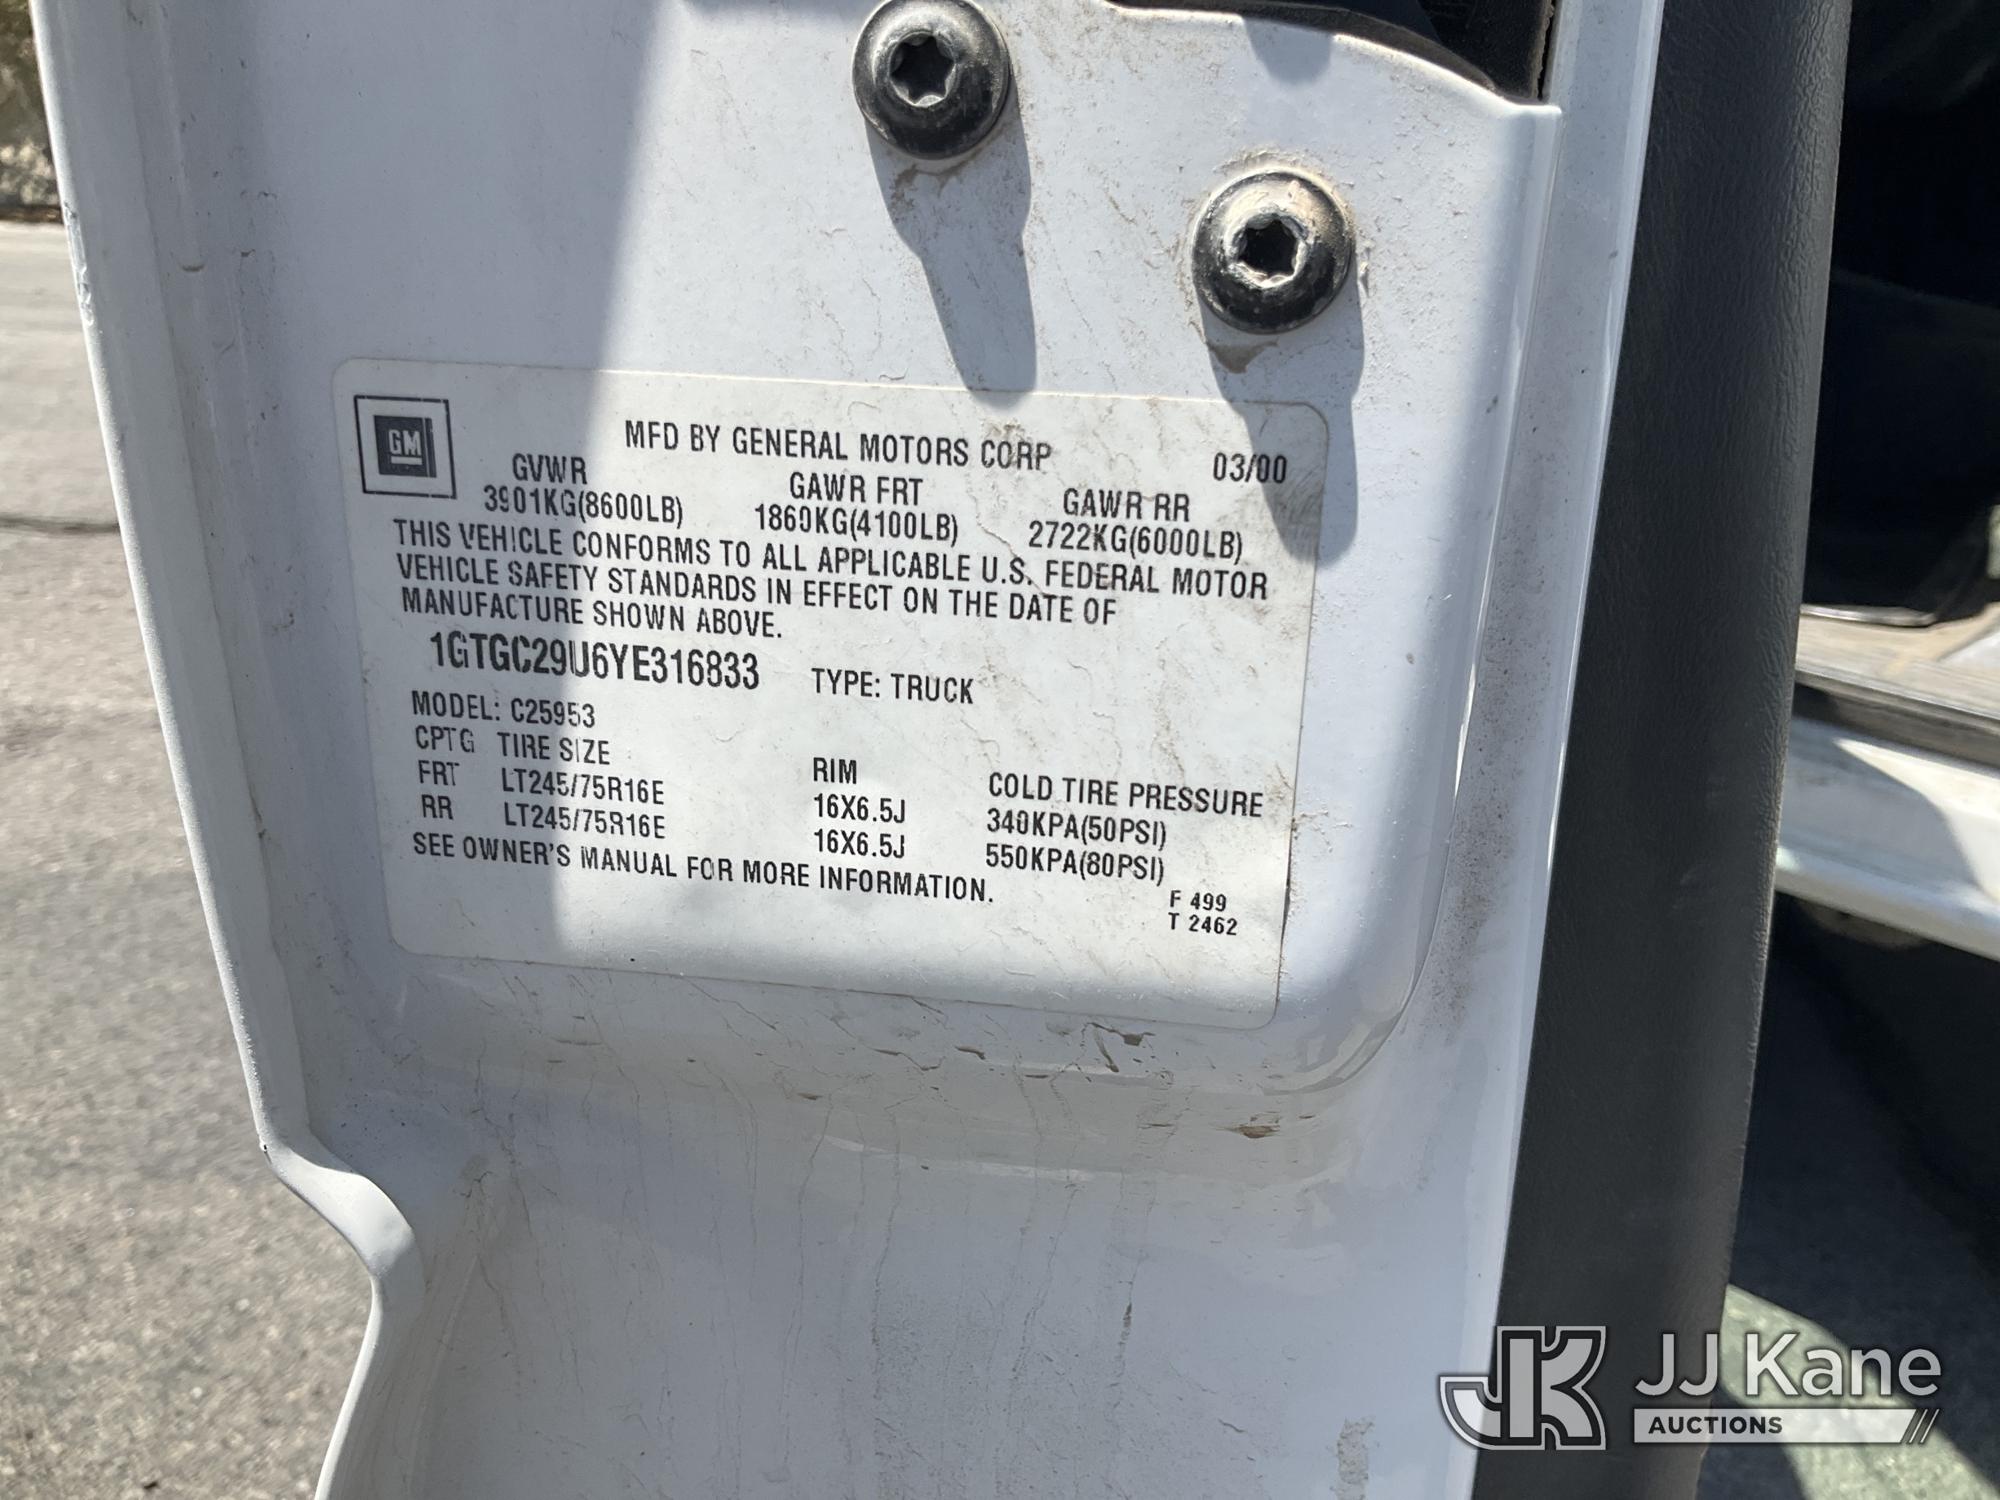 GM
MFD BY GENERAL MOTORS CORP 03/00
GVWR GAWR FRT GAWR RR
3901KG(8600LB) 1860KG(4100LB) 2722KG(6000LB)
THIS VEHICLE CONFORMS TO ALL APPLICABLE U.S. FEDERAL MOTOR
VEHICLE SAFETY STANDARDS IN EFFECT ON THE DATE OF
MANUFACTURE SHOWN ABOVE.
1GTGC29U6YE316833 TYPE: TRUCK
MODEL: C25953
CPTG TIRE SIZE RIM COLD TIRE PRESSURE
FRT LT245/75R16E 16X6.5J 340KPA(50PSI)
RR LT245/75R16E 16X6.5J 550KPA(80PSI)
SEE OWNER'S MANUAL FOR MORE INFORMATION.
F 499
T 2462
JK JJ Kane
AUCTIONS